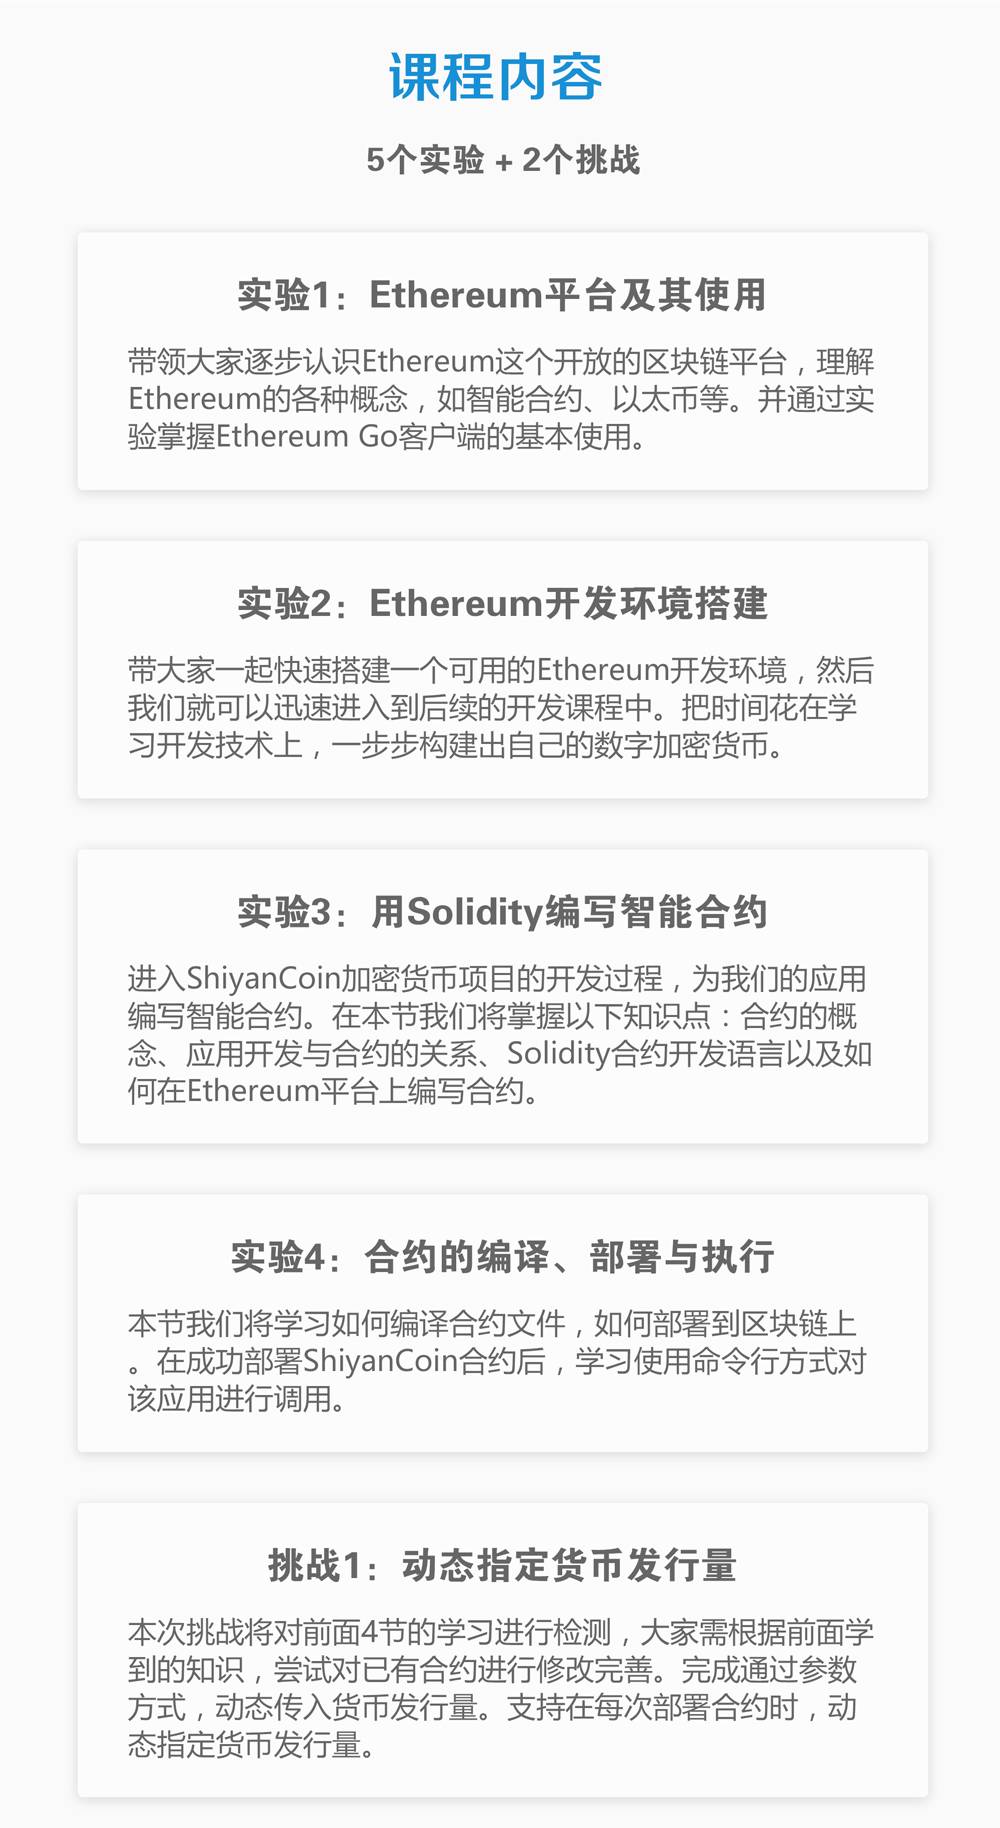 课程内容
5个实验 + 2个挑战
实验1：Ethereum平台及其使用
带领大家逐步认识Ethereum这个开放的区块链平台，理解
Ethereum的各种概念，如智能合约、以太币等。并通过实
验掌握Ethereum Go客户端的基本使用。
实验2：Ethereum开发环境搭建
带大家一起快速搭建一个可用的Ethereum开发环境，然后
我们就可以迅速进入到后续的开发课程中。把时间花在学
习开发技术上，一步步构建出自己的数字加密货币。
实验3：用Solidity编写智能合约
进入ShiyanCoin加密货币项目的开发过程，为我们的应用
编写智能合约。在本节我们将掌握以下知识点：合约的概
念、应用开发与合约的关系、Solidity合约开发语言以及如
何在Ethereum平台上编写合约。
实验4：合约的编译、部署与执行
本节我们将学习如何编译合约文件，如何部署到区块链上
。在成功部署ShiyanCoin合约后，学习使用命令行方式对
该应用进行调用。
挑战1：动态指定货币发行量
本次挑战将对前面4节的学习进行检测，大家需根据前面学
到的知识，尝试对已有合约进行修改完善。完成通过参数
方式，动态传入货币发行量。支持在每次部署合约时，动
态指定货币发行量。